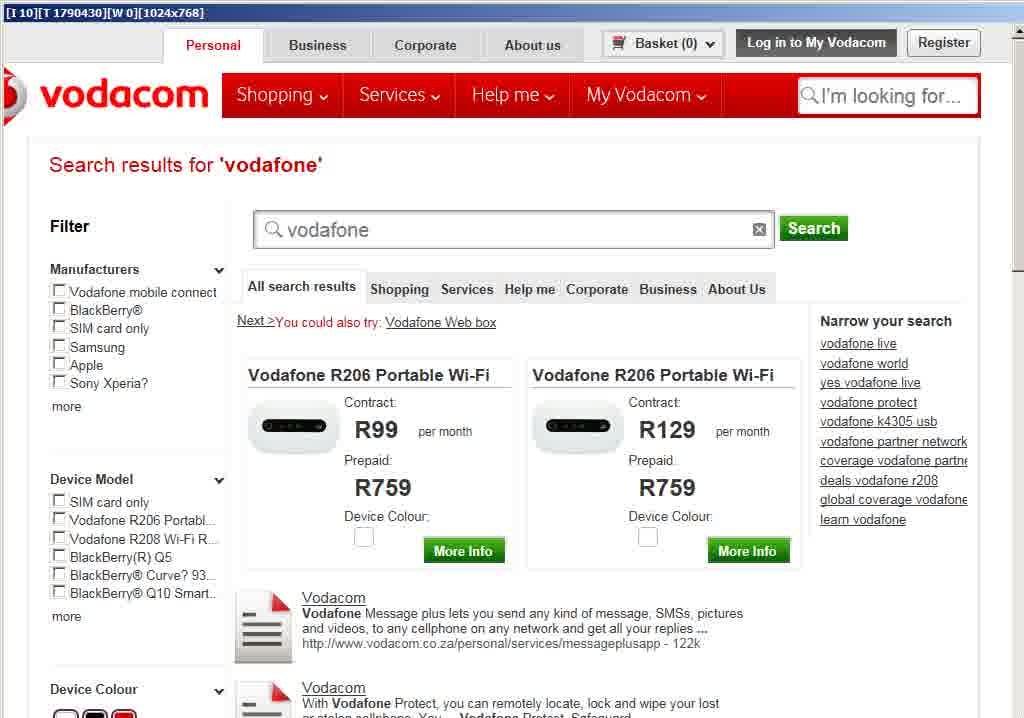 [I 10][T 1790430][W 0][1024x768]
Personal Business Corporate About us Basket (0) Log in to My Vodacom Register
vodacom Shopping Services Help me My Vodacom I'm looking for...
Search results for 'vodafone'
Filter
Manufacturers
Vodafone mobile connect
BlackBerry®
SIM card only
Samsung
Apple
Sony Xperia?
more
Device Model
SIM card only
Vodafone R206 Portabl...
Vodafone R208 Wi-Fi R...
BlackBerry(R) Q5
BlackBerry® Curve? 93...
BlackBerry® Q10 Smart...
more
Device Colour
vodafone Search
All search results Shopping Services Help me Corporate Business About Us
Next >You could also try: Vodafone Web box
Vodafone R206 Portable Wi-Fi
Contract:
R99 per month
Prepaid:
R759
Device Colour:
More Info
Vodafone R206 Portable Wi-Fi
Contract:
R129 per month
Prepaid:
R759
Device Colour:
More Info
Vodacom
Vodafone Message plus lets you send any kind of message, SMSs, pictures
and videos, to any cellphone on any network and get all your replies ...
http://www.vodacom.co.za/personal/services/messageplusapp - 122k
Vodacom
With Vodafone Protect, you can remotely locate, lock and wipe your lost
or stolen cellphone. You ... Vodafone Protect. Safeguard
Narrow your search
vodafone live
vodafone world
yes vodafone live
vodafone protect
vodafone k4305 usb
vodafone partner network
coverage vodafone partne
deals vodafone r208
global coverage vodafone
learn vodafone